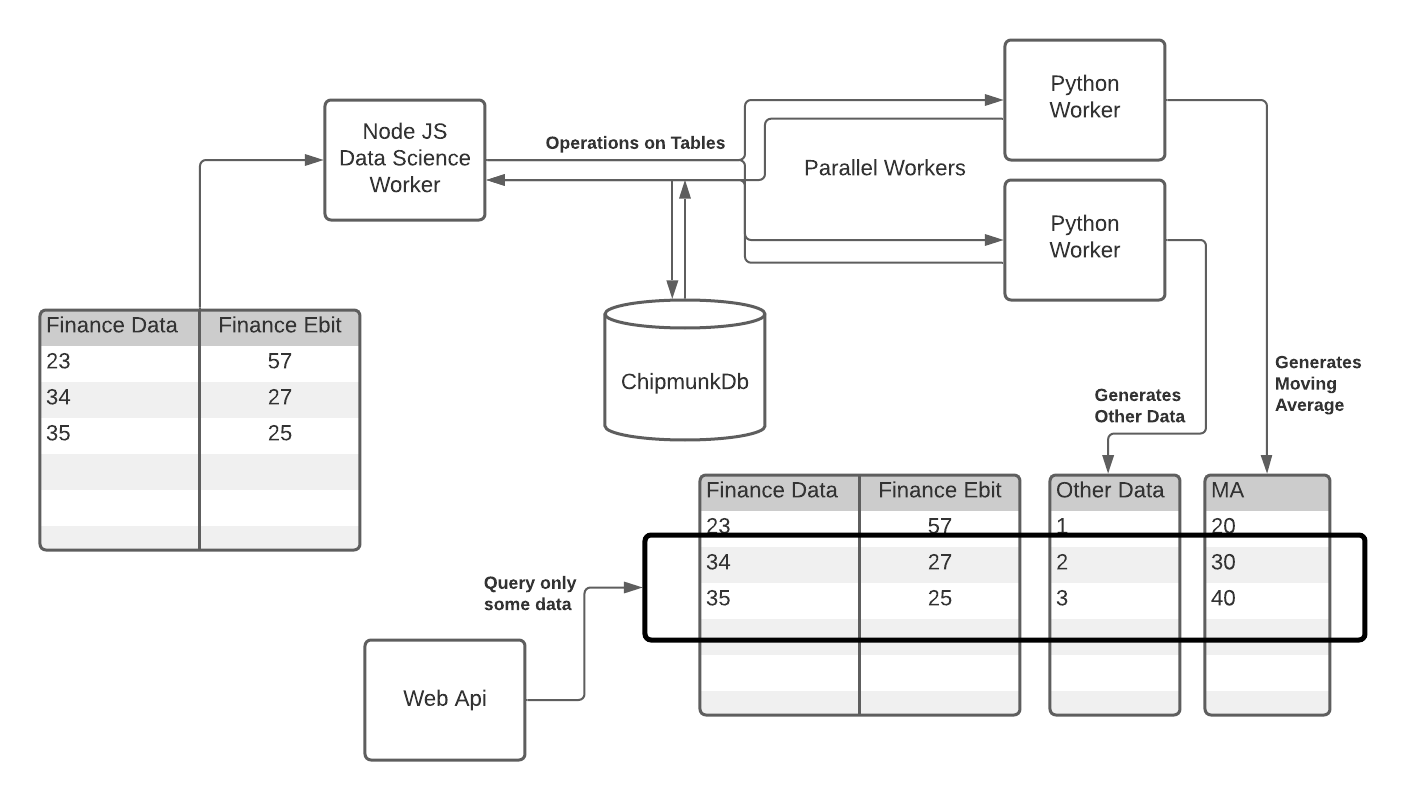 Python
Worker
Node JS
Data Science
Worker
Operations on Tables
Parallel Workers
Python
Worker
Finance Data Finance Ebit
23 57
34 27
35 25
ChipmunkDb
Generates
Moving
Average
Generates
Other Data
Finance Data Finance Ebit Other Data MA
23 57 1 20
34 27 2 30
35 25 3 40
Query only
some data
Web Api